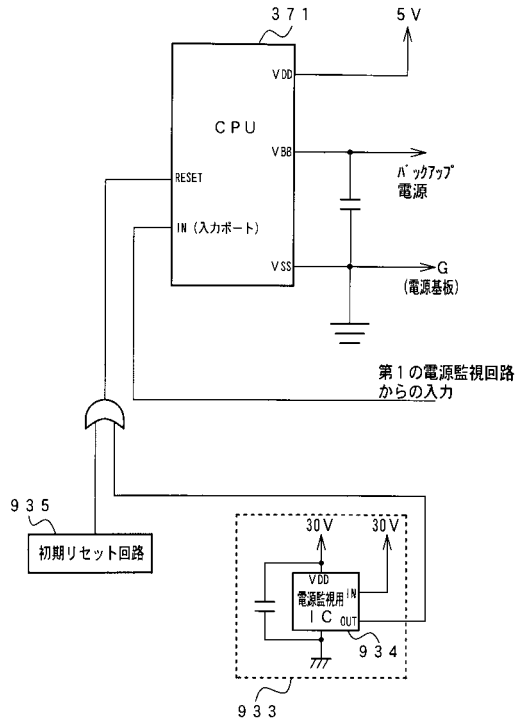 ３７１
５Ｖ
VDD
ＣＰＵ
VBB
バックアップ
電源
RESET
IN (入力ポート)
VSS
G
(電源基板)
第１の電源監視回路
からの入力
９３５
初期リセット回路
30V
30V
VDD
電源監視用
IN
ＩＣ
OUT
９３４
９３３